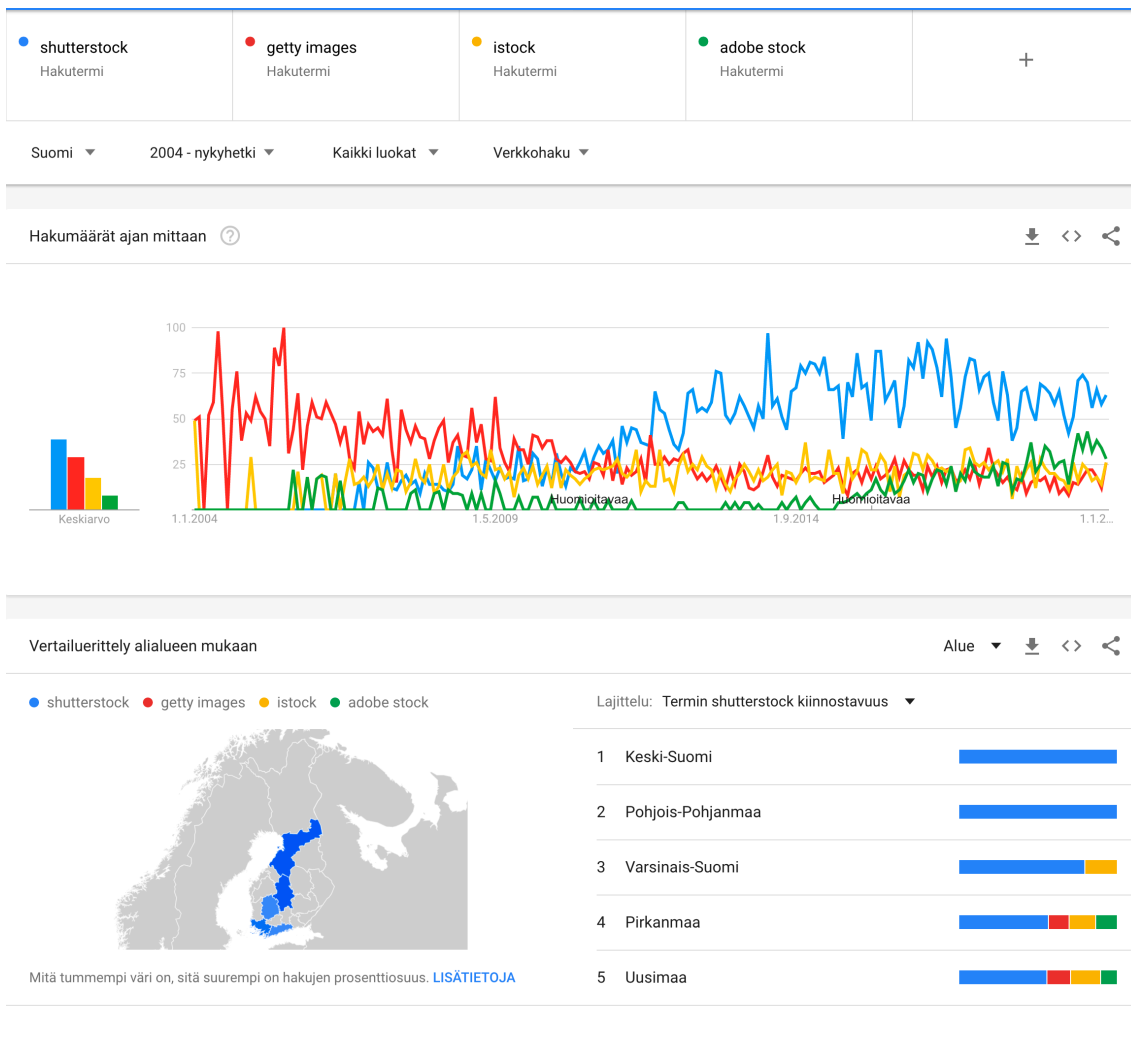 shutterstock
Hakutermi
getty images
Hakutermi
istock
Hakutermi
adobe stock
Hakutermi
+
Suomi
2004 - nykyhetki
Kaikki luokat
Verkkohaku
Hakumäärät ajan mittaan ?
100
75
50
25
Huomioitavaa
Huomioitavaa
Keskiarvo
1.1.2004
1.5.2009
1.9.2014
1.1.2...
Vertailuerittely alialueen mukaan
Alue
shutterstock getty images istock adobe stock
Mitä tummempi väri on, sitä suurempi on hakujen prosenttiosuus. LISÄTIETOJA
Lajittelu: Termin shutterstock kiinnostavuus
1 Keski-Suomi
2 Pohjois-Pohjanmaa
3 Varsinais-Suomi
4 Pirkanmaa
5 Uusimaa